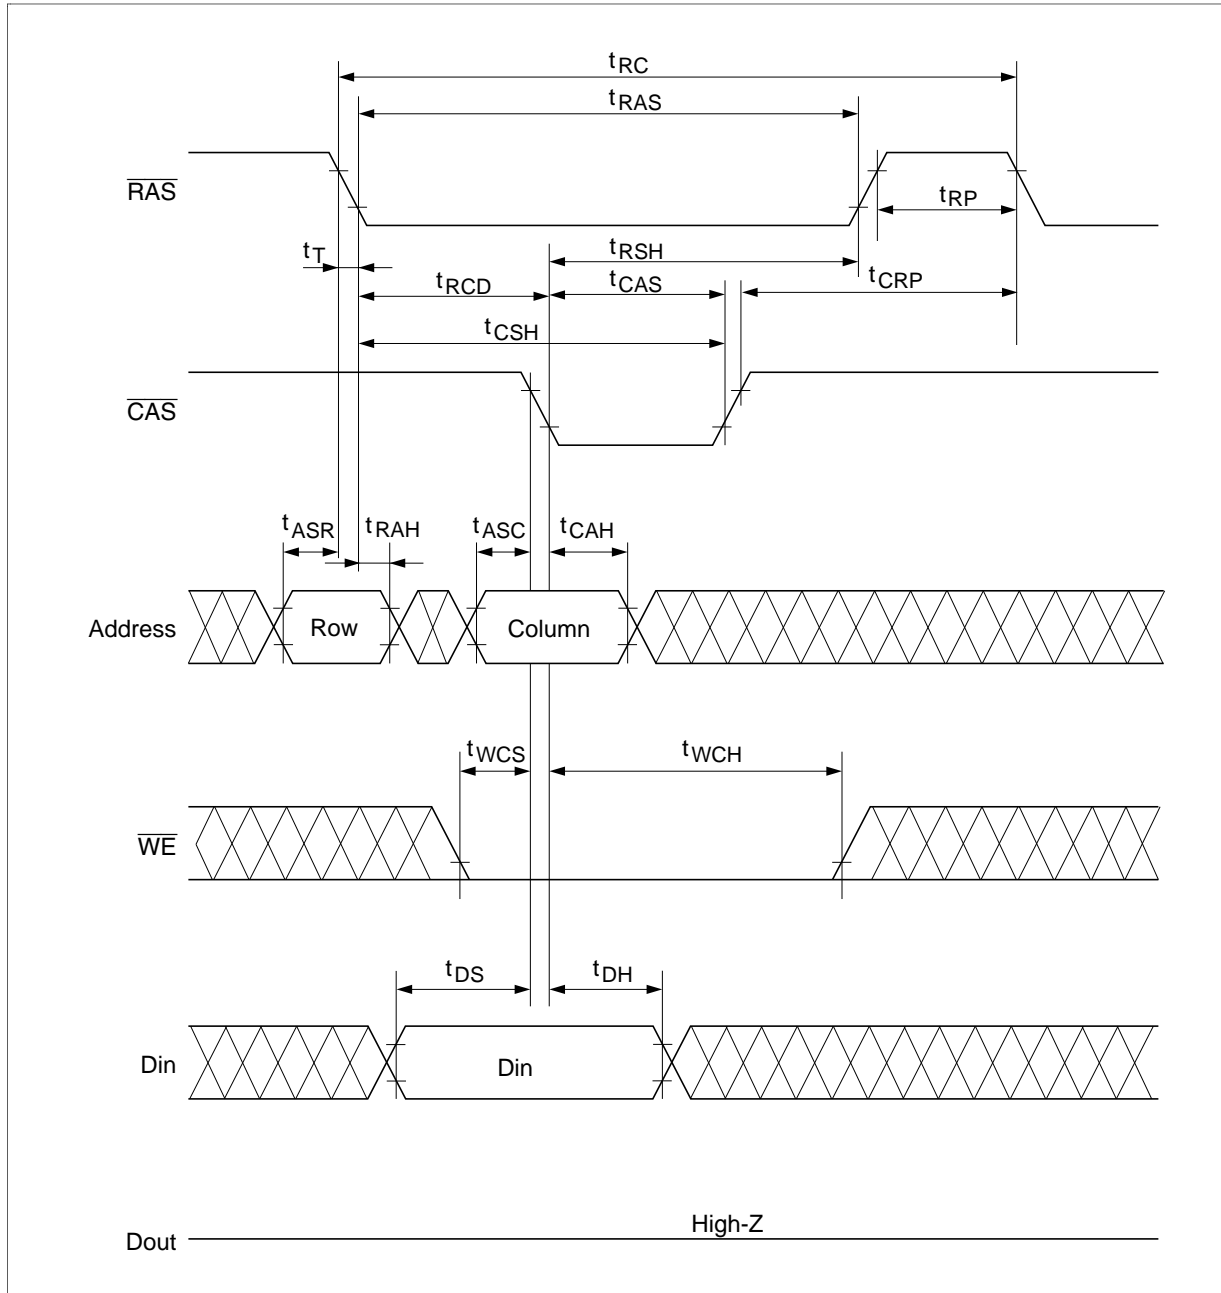 tRC
tRAS
RAS
tRP
tT
tRSH
tRCD
tCAS
tCRP
tCSH
CAS
tASR
tRAH
tASC
tCAH
Address
Row
Column
tWCS
tWCH
WE
tDS
tDH
Din
Din
High-Z
Dout